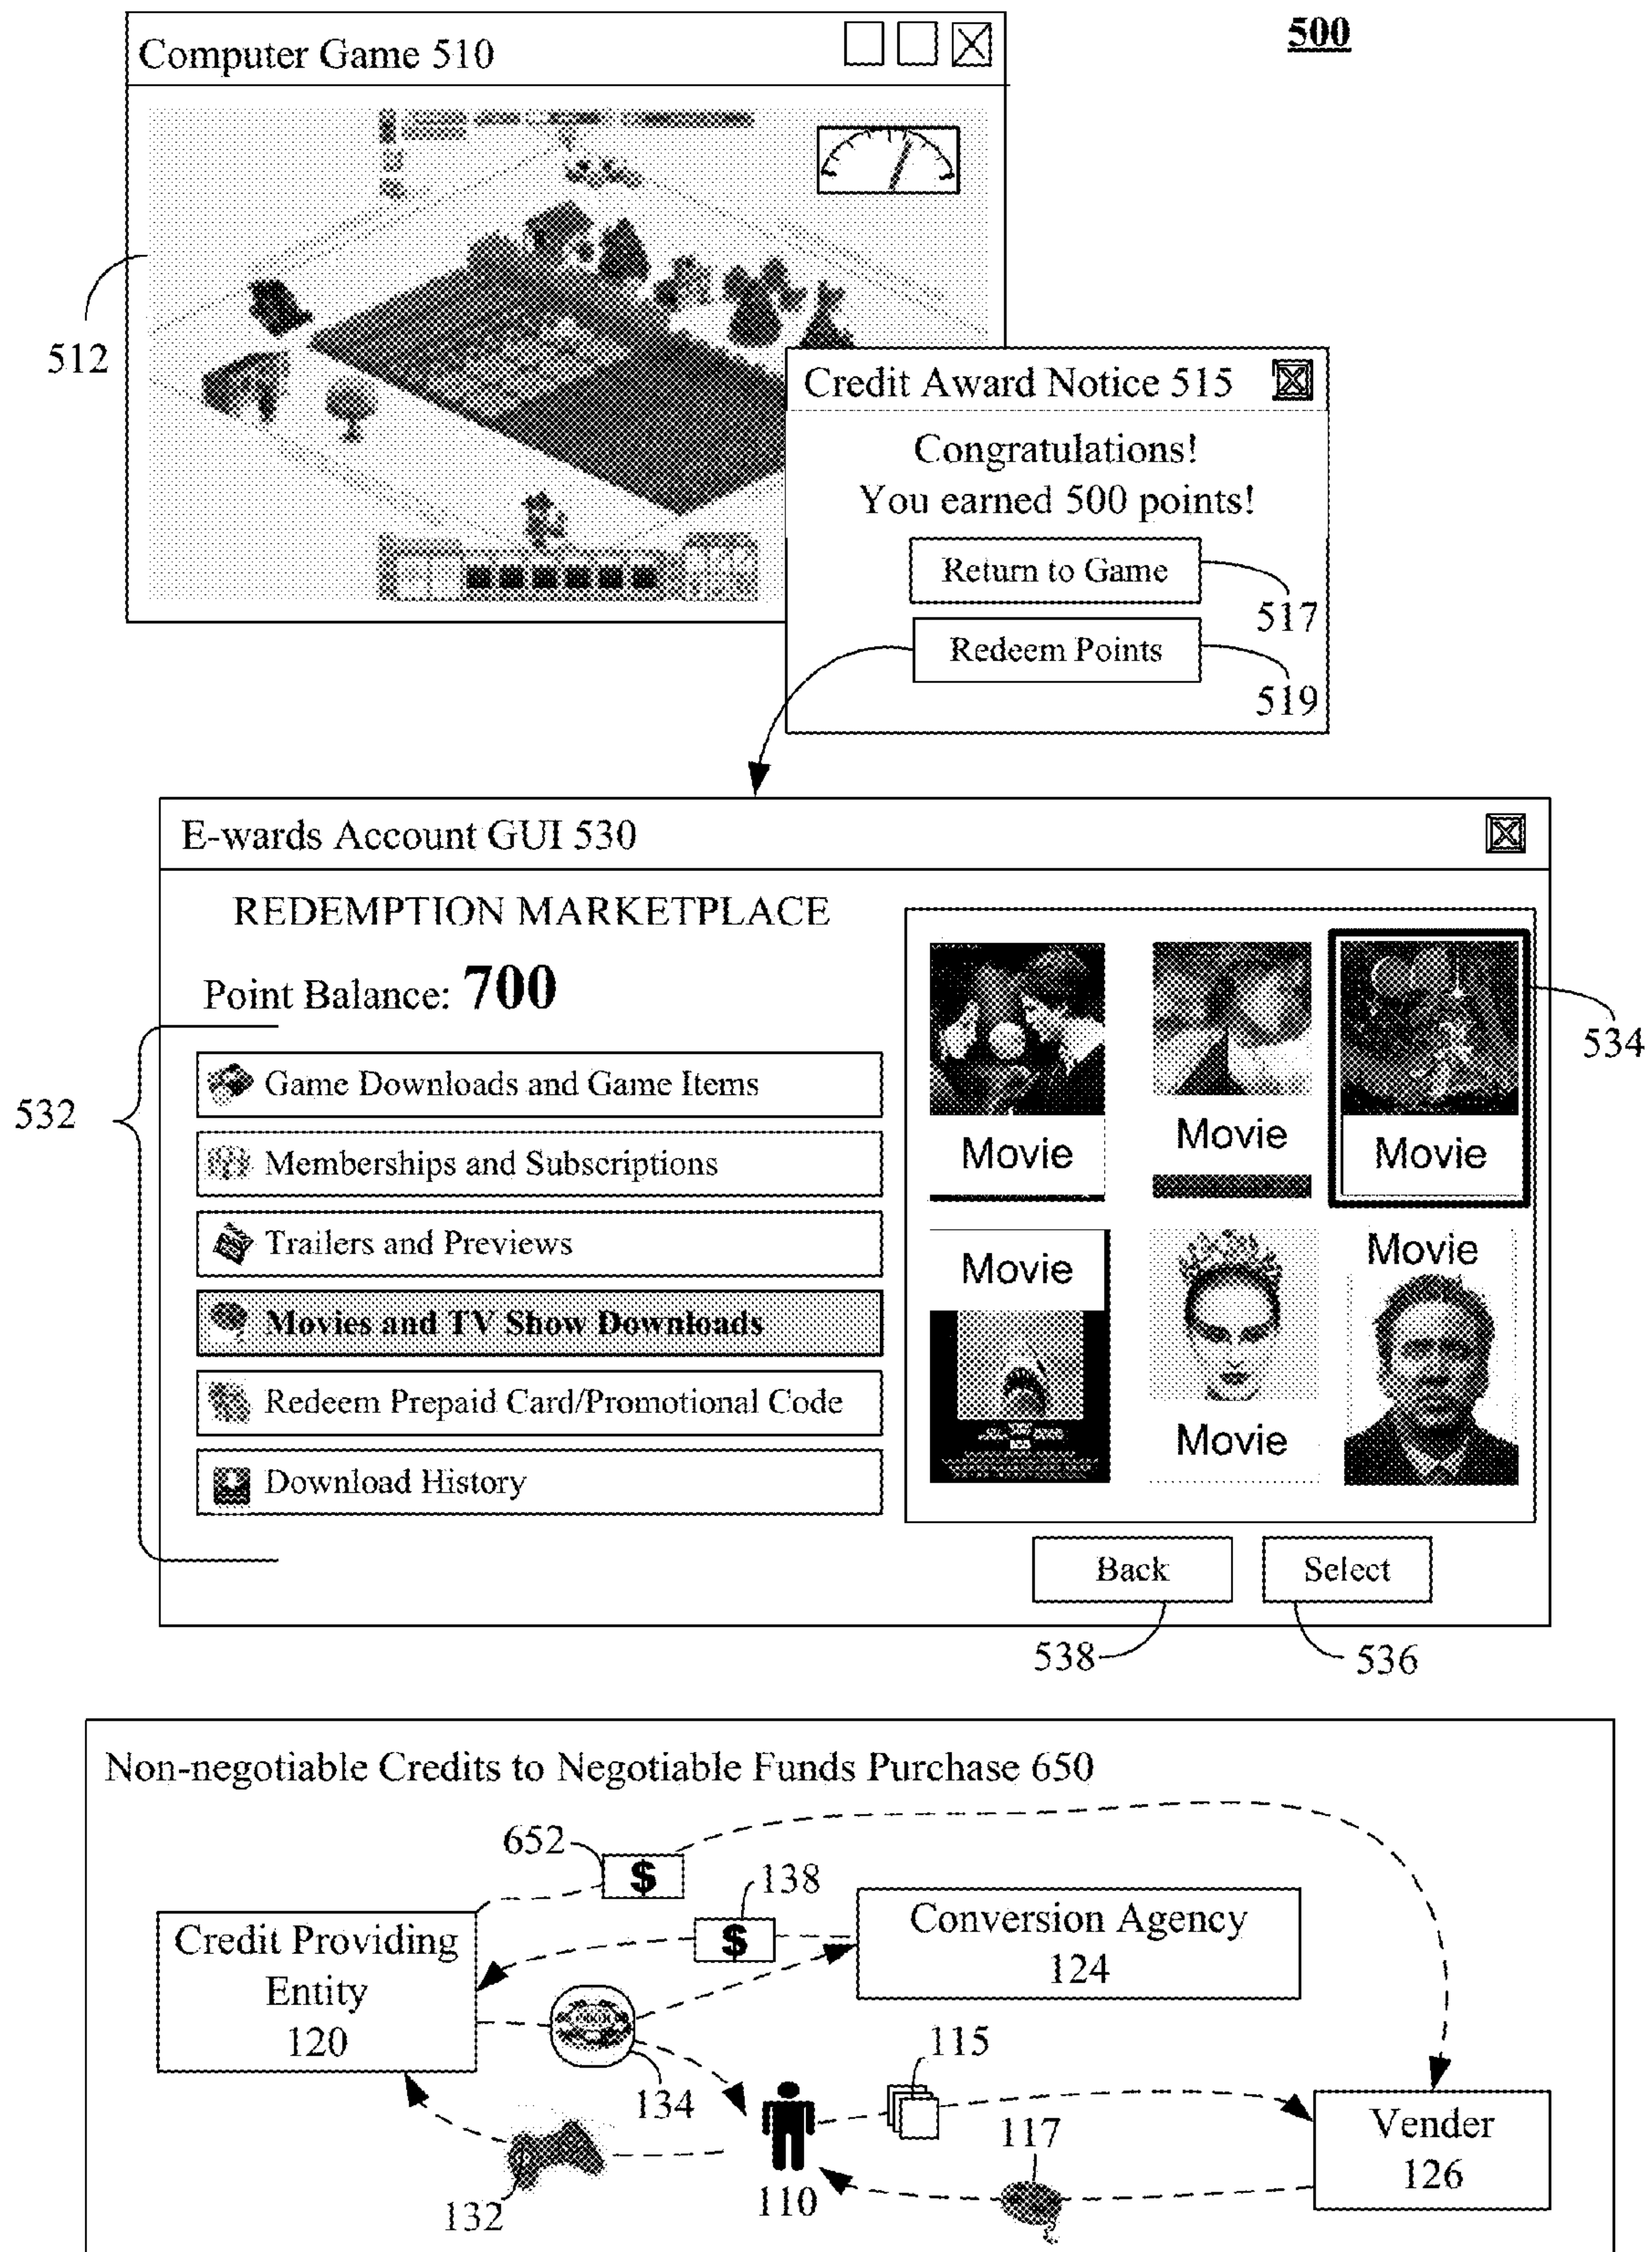 500
Computer Game 510
512
Credit Award Notice 515
Congratulations!
You earned 500 points!
Return to Game
517
Redeem Points
519
E-wards Account GUI 530
REDEMPTION MARKETPLACE
Point Balance: 700
532
Game Downloads and Game Items
Memberships and Subscriptions
Trailers and Previews
Movies and TV Show Downloads
Redeem Prepaid Card/Promotional Code
Download History
Movie
Movie
Movie
534
Movie
Movie
Movie
Back
Select
538
536
Non-negotiable Credits to Negotiable Funds Purchase 650
652
$
138
$
Credit Providing
Entity
120
Conversion Agency
124
134
115
117
132
110
Vender
126